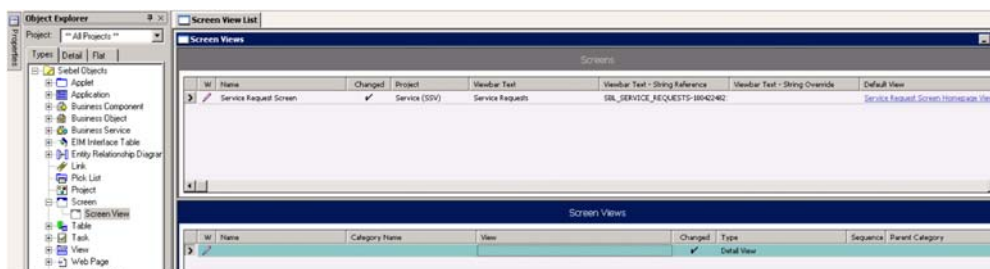 Object Explorer
Project: ** All Projects **
Types Detail Flat
Siebel Objects
Applet
Application
Business Component
Business Object
Business Service
EIM Interface Table
Entity Relationship Diagrar
Link
Pick List
Project
Screen
Screen View
Table
Task
View
Web Page
Properties
Screen View List
Screen Views
Screens
W Name Changed Project Viewbar Text Viewbar Text - String Reference Viewbar Text - String Override Default View
Service Request Screen ✔ Service (SSV) Service Requests SBL_SERVICE_REQUESTS-100422482 Service Request Screen Homepage Vie
Screen Views
W Name Category Name View Changed Type Sequence Parent Category
✔ Detail View